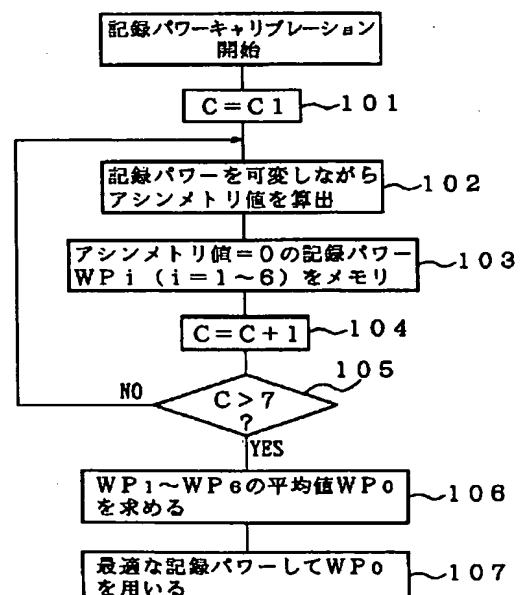 記録パワーキャリブレーション
開始
C=C1
101
記録パワーを可変しながら
アシンメトリ値を算出
102
アシンメトリ値=0の記録パワー
WPi (i=1~6)をメモリ
103
C=C+1
104
105
NO
C>7
?
YES
WP1~WP6の平均値WP0
を求める
106
最適な記録パワーしてWP0
を用いる
107